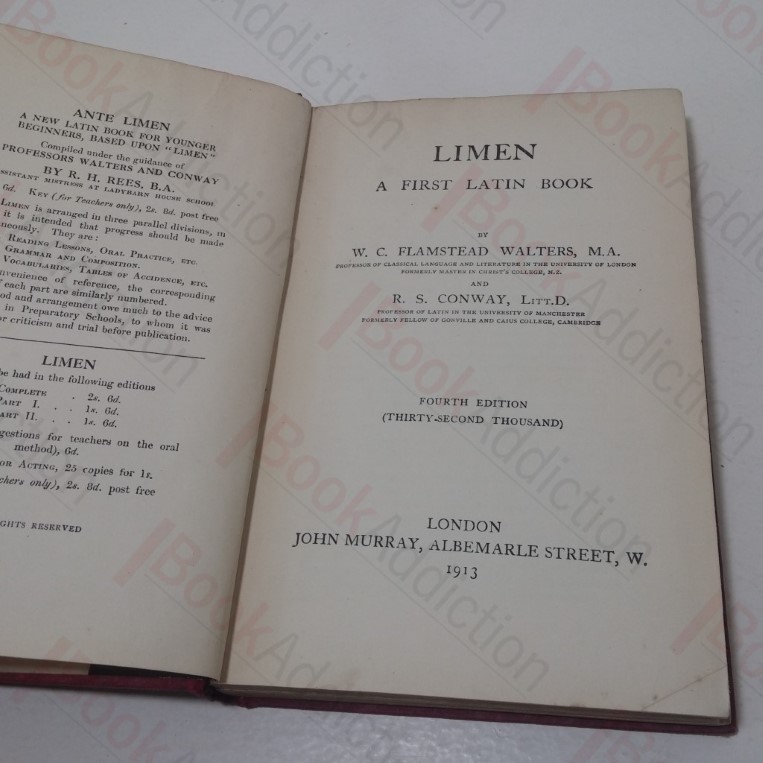 ANTE LIMEN
A NEW LATIN BOOK FOR YOUNGER
BEGINNERS, BASED UPON "LIMEN"
Compiled under the guidance of
PROFESSORS WALTERS AND CONWAY
BY R. H. REES, B.A.
ASSISTANT MISTRESS AT LADYBARN HOUSE SCHOOL
6d. KEY (for Teachers only), 2s. 8d. post free
LIMEN is arranged in three parallel divisions, in
it is intended that progress should be made
neously. They are:
READING LESSONS, ORAL PRACTICE, ETC.
GRAMMAR AND COMPOSITION.
VOCABULARIES, TABLES OF ACCIDENCE, ETC.
nvenience of reference, the corresponding
f each part are similarly numbered.
od and arrangement owe much to the advice
in Preparatory Schools, to whom it was
or criticism and trial before publication.
LIMEN
be had in the following editions
COMPLETE . 2s. 6d.
PART I. . . 1s. 6d.
PART II. . . 1s. 6d.
gestions for teachers on the oral
method), 6d.
OR ACTING, 25 copies for 1s.
chers only), 2s. 8d. post free
GHTS RESERVED
LIMEN
A FIRST LATIN BOOK
BY
W. C. FLAMSTEAD WALTERS, M.A.
PROFESSOR OF CLASSICAL LANGUAGE AND LITERATURE IN THE UNIVERSITY OF LONDON
FORMERLY MASTER IN CHRIST'S COLLEGE, N.Z.
AND
R. S. CONWAY, LITT.D.
PROFESSOR OF LATIN IN THE UNIVERSITY OF MANCHESTER
FORMERLY FELLOW OF GONVILLE AND CAIUS COLLEGE, CAMBRIDGE
FOURTH EDITION
(THIRTY-SECOND THOUSAND)
LONDON
JOHN MURRAY, ALBEMARLE STREET, W.
1913
BookAddiction